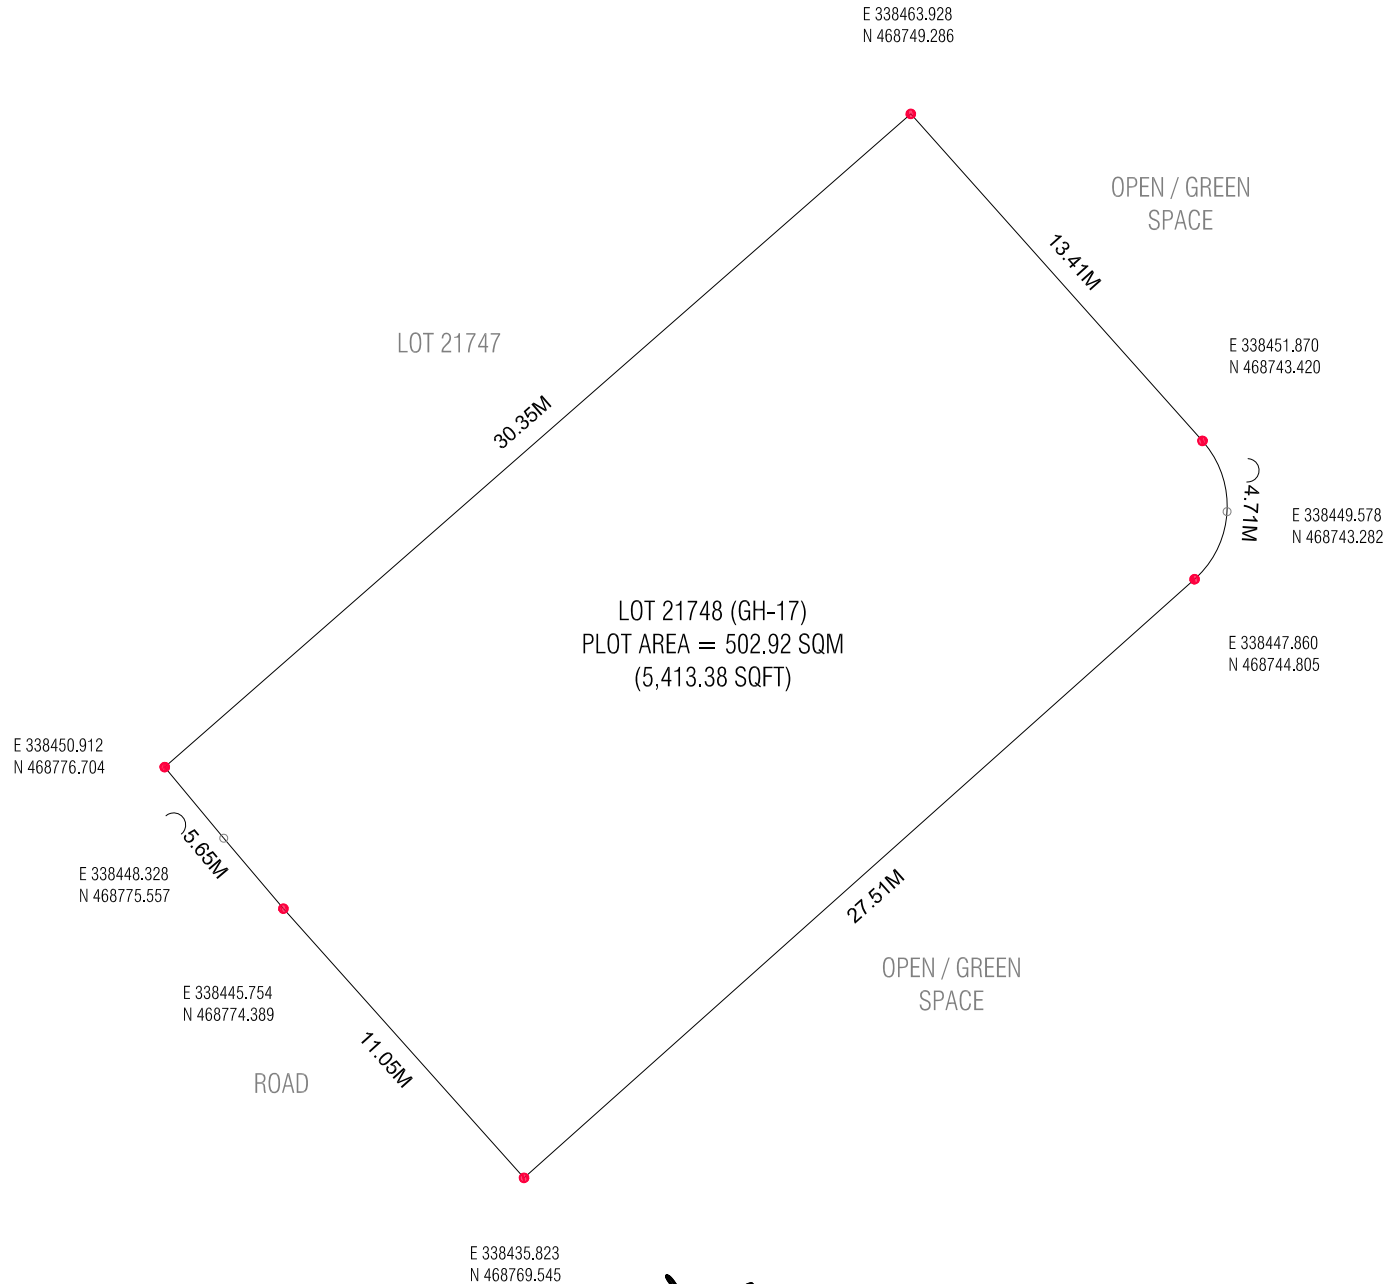 E 338463.928
N 468749.286
OPEN / GREEN
SPACE
13.41M
LOT 21747
E 338451.870
N 468743.420
30.35M
4.71M
E 338449.578
N 468743.282
LOT 21748 (GH-17)
PLOT AREA = 502.92 SQM
(5,413.38 SQFT)
E 338447.860
N 468744.805
E 338450.912
N 468776.704
5.65M
E 338448.328
N 468775.557
27.51M
OPEN / GREEN
SPACE
E 338445.754
N 468774.389
11.05M
ROAD
E 338435.823
N 468769.545